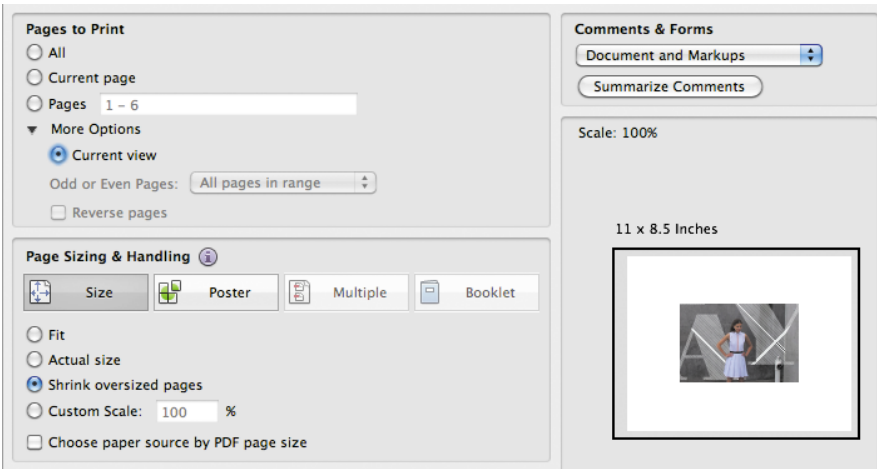 Pages to Print
All
Current page
Pages 1 – 6
More Options
Current view
Odd or Even Pages: All pages in range
Reverse pages
Page Sizing & Handling
Size Poster Multiple Booklet
Fit
Actual size
Shrink oversized pages
Custom Scale: 100 %
Choose paper source by PDF page size
Comments & Forms
Document and Markups
Summarize Comments
Scale: 100%
11 x 8.5 Inches